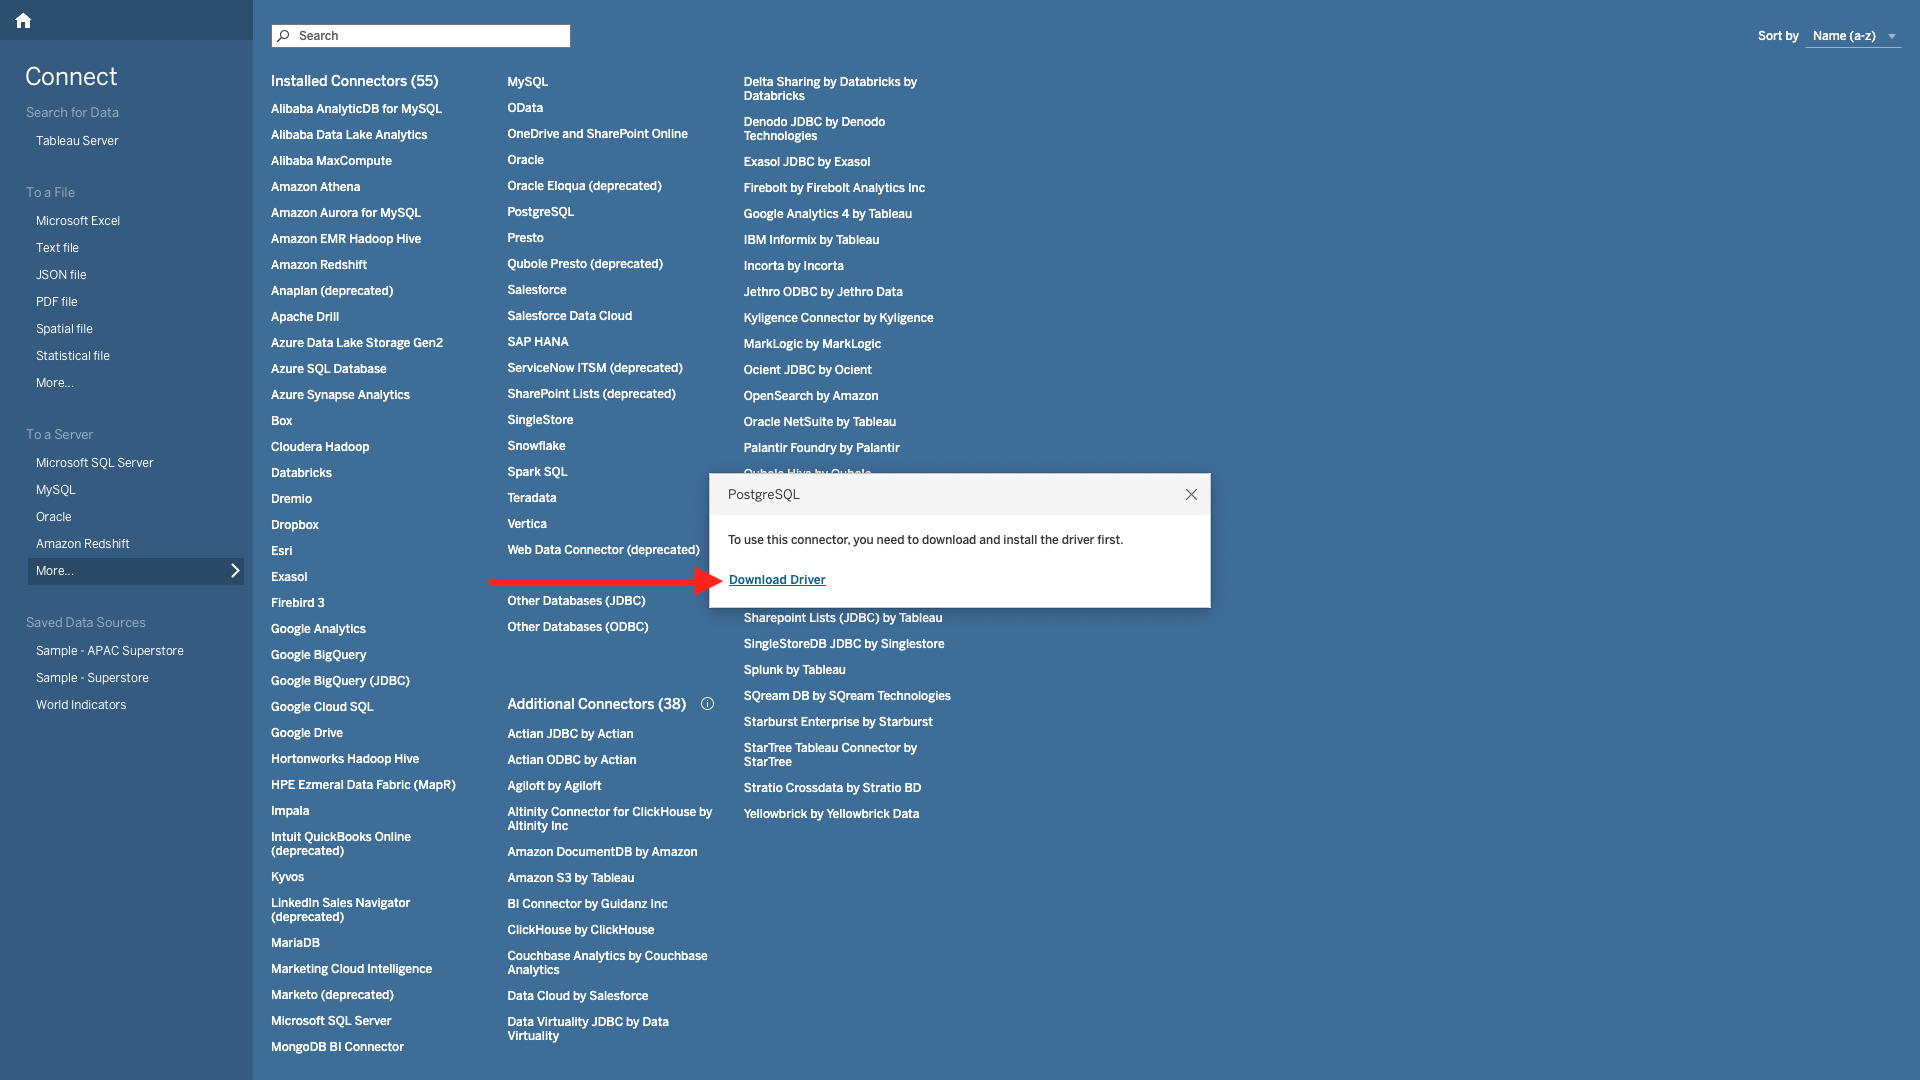 Connect
Search for Data
Tableau Server
To a File
Microsoft Excel
Text file
JSON file
PDF file
Spatial file
Statistical file
More...
To a Server
Microsoft SQL Server
MySQL
Oracle
Amazon Redshift
More...
Saved Data Sources
Sample - APAC Superstore
Sample - Superstore
World Indicators
Search
Sort by Name (a-z)
Installed Connectors (55)
Alibaba AnalyticDB for MySQL
Alibaba Data Lake Analytics
Alibaba MaxCompute
Amazon Athena
Amazon Aurora for MySQL
Amazon EMR Hadoop Hive
Amazon Redshift
Anaplan (deprecated)
Apache Drill
Azure Data Lake Storage Gen2
Azure SQL Database
Azure Synapse Analytics
Box
Cloudera Hadoop
Databricks
Dremio
Dropbox
Esri
Exasol
Firebird 3
Google Analytics
Google BigQuery
Google BigQuery (JDBC)
Google Cloud SQL
Google Drive
Hortonworks Hadoop Hive
HPE Ezmeral Data Fabric (MapR)
Impala
Intuit QuickBooks Online
(deprecated)
Kyvos
LinkedIn Sales Navigator
(deprecated)
MariaDB
Marketing Cloud Intelligence
Marketo (deprecated)
Microsoft SQL Server
MongoDB BI Connector
MySQL
OData
OneDrive and SharePoint Online
Oracle
Oracle Eloqua (deprecated)
PostgreSQL
Presto
Qubole Presto (deprecated)
Salesforce
Salesforce Data Cloud
SAP HANA
ServiceNow ITSM (deprecated)
SharePoint Lists (deprecated)
SingleStore
Snowflake
Spark SQL
Teradata
Vertica
Web Data Connector (deprecated)
Other Databases (JDBC)
Other Databases (ODBC)
Additional Connectors (38)
Actian JDBC by Actian
Actian ODBC by Actian
Agiloft by Agiloft
Altinity Connector for ClickHouse by
Altinity Inc
Amazon DocumentDB by Amazon
Amazon S3 by Tableau
BI Connector by Guidanz Inc
ClickHouse by ClickHouse
Couchbase Analytics by Couchbase
Analytics
Data Cloud by Salesforce
Data Virtuality JDBC by Data
Virtuality
Delta Sharing by Databricks by
Databricks
Denodo JDBC by Denodo
Technologies
Exasol JDBC by Exasol
Firebolt by Firebolt Analytics Inc
Google Analytics 4 by Tableau
IBM Informix by Tableau
Incorta by Incorta
Jethro ODBC by Jethro Data
Kyligence Connector by Kyligence
MarkLogic by MarkLogic
Ocient JDBC by Ocient
OpenSearch by Amazon
Oracle NetSuite by Tableau
Palantir Foundry by Palantir
PostgreSQL
To use this connector, you need to download and install the driver first.
Download Driver
Sharepoint Lists (JDBC) by Tableau
SingleStoreDB JDBC by Singlestore
Splunk by Tableau
SQream DB by SQream Technologies
Starburst Enterprise by Starburst
StarTree Tableau Connector by
StarTree
Stratio Crossdata by Stratio BD
Yellowbrick by Yellowbrick Data